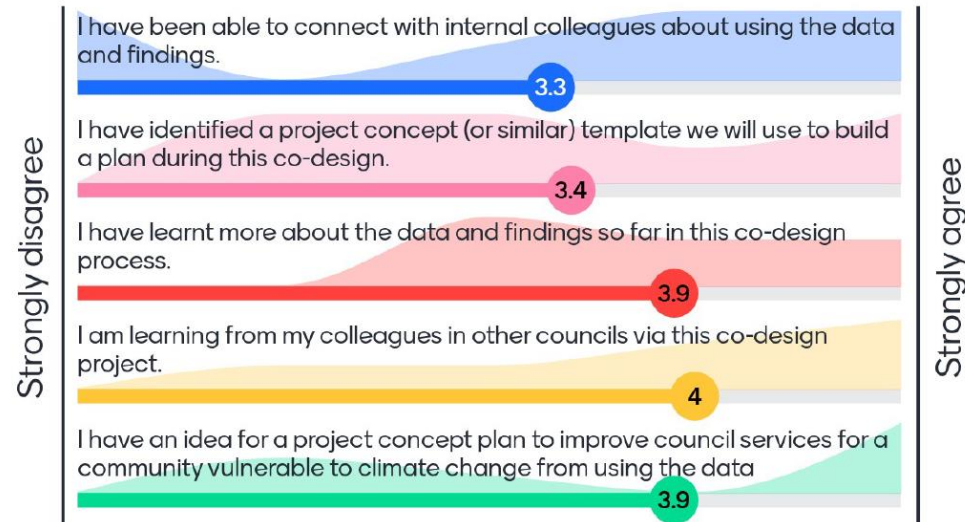 Strongly disagree
I have been able to connect with internal colleagues about using the data
and findings.
3.3
I have identified a project concept (or similar) template we will use to build
a plan during this co-design.
3.4
I have learnt more about the data and findings so far in this co-design
process.
3.9
I am learning from my colleagues in other councils via this co-design
project.
4
I have an idea for a project concept plan to improve council services for a
community vulnerable to climate change from using the data
3.9
Strongly agree